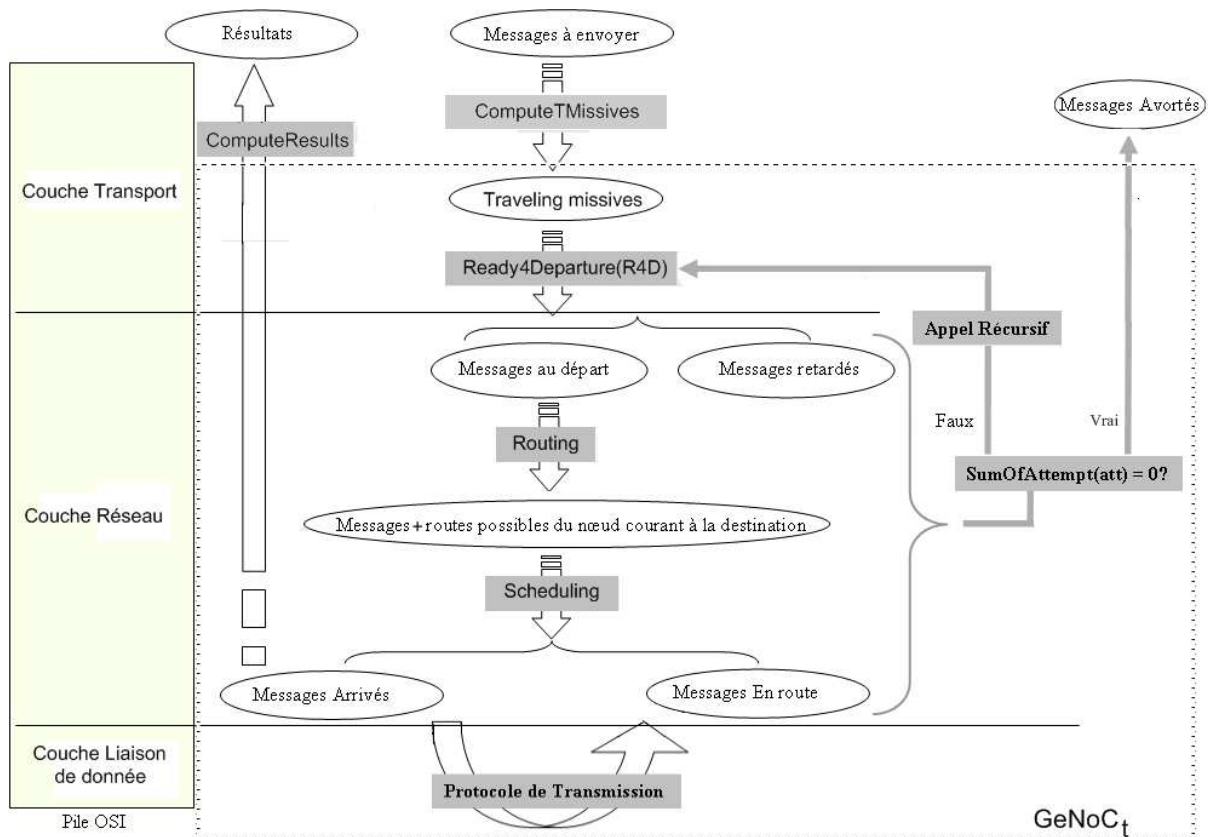 Résultats
Messages à envoyer
Messages Avortés
ComputeTMissives
ComputeResults
Couche Transport
Traveling missives
Ready4Departure(R4D)
Appel Récursif
Messages au départ
Messages retardés
Faux
Vrai
Routing
SumOfAttempt(att) = 0?
Couche Réseau
Messages + routes possibles du nœud courant à la destination
Scheduling
Messages Arrivés
Messages En route
Couche Liaison
de donnée
Protocole de Transmission
Pile OSI
GeNoCt